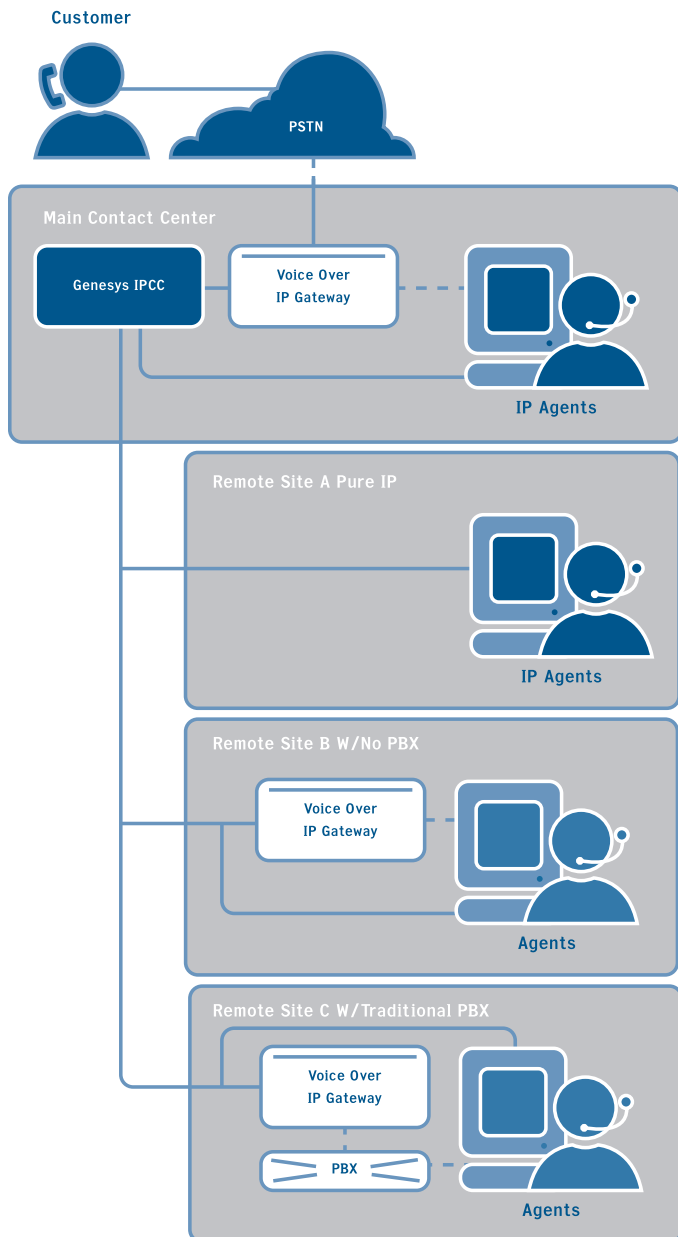 Customer
PSTN
Main Contact Center
Genesys IPCC
Voice Over
IP Gateway
IP Agents
Remote Site A Pure IP
IP Agents
Remote Site B W/No PBX
Voice Over
IP Gateway
Agents
Remote Site C W/Traditional PBX
Voice Over
IP Gateway
PBX
Agents